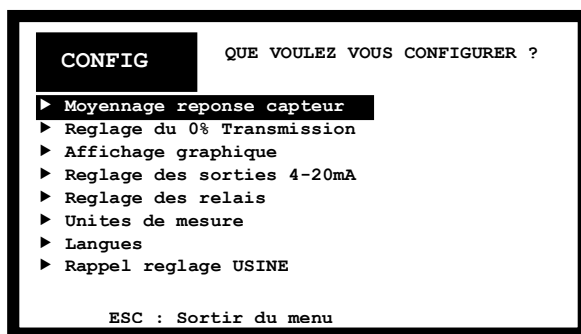 CONFIG
QUE VOULEZ VOUS CONFIGURER ?
Moyennage reponse capteur
Reglage du 0% Transmission
Affichage graphique
Reglage des sorties 4-20mA
Reglage des relais
Unites de mesure
Langues
Rappel reglage USINE
ESC : Sortir du menu